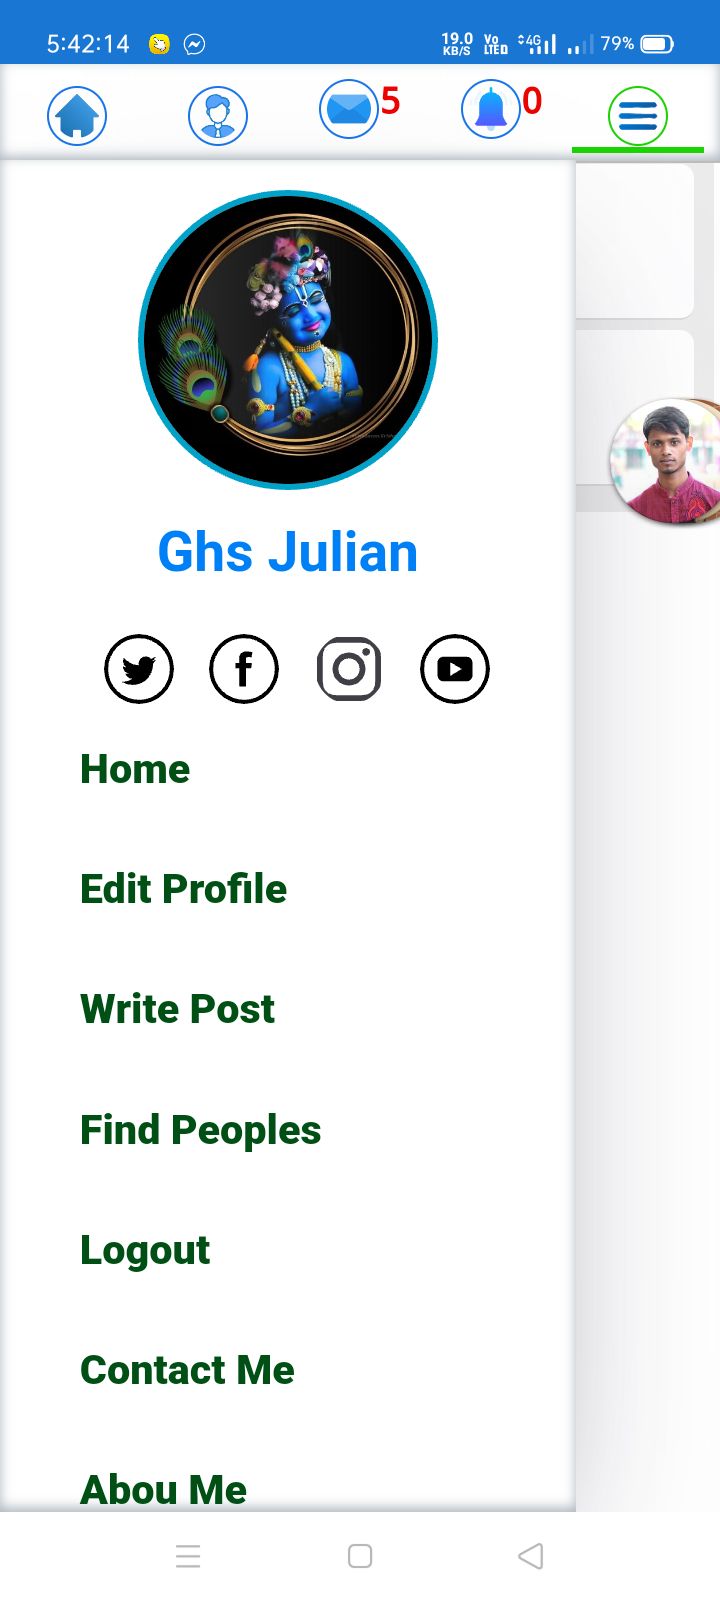 5:42:14 19.0 KB/S Vo LTE 4G 79%
5 0
Ghs Julian
Home
Edit Profile
Write Post
Find Peoples
Logout
Contact Me
Abou Me